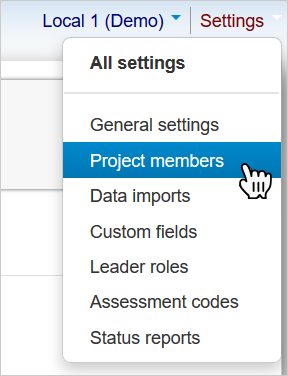 Local 1 (Demo) Settings
All settings
General settings
Project members
Data imports
Custom fields
Leader roles
Assessment codes
Status reports